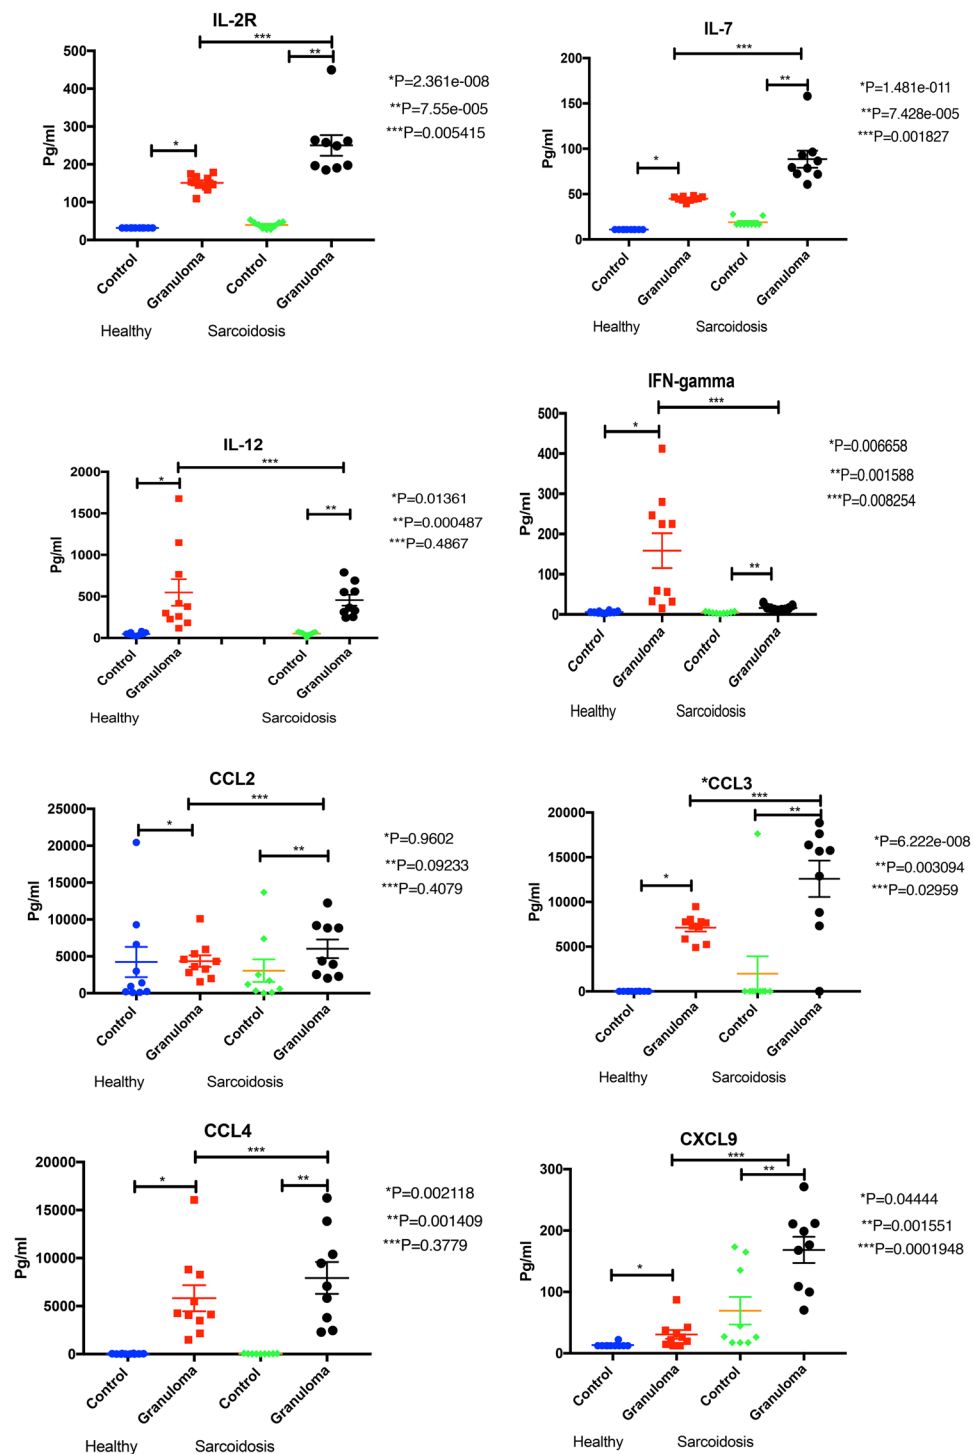 IL-2R
***
**
500
400
300
200
100
0
Pg/ml
*
*P=2.361e-008
**P=7.55e-005
***P=0.005415
Control
Granuloma
Control
Granuloma
Healthy
Sarcoidosis
IL-7
***
**
200
150
100
50
0
Pg/ml
*
*P=1.481e-011
**P=7.428e-005
***P=0.001827
Control
Granuloma
Control
Granuloma
Healthy
Sarcoidosis
IL-12
***
*
**
2000
1500
1000
500
0
Pg/ml
*P=0.01361
**P=0.000487
***P=0.4867
Control
Granuloma
Control
Granuloma
Healthy
Sarcoidosis
IFN-gamma
***
*
**
500
400
300
200
100
0
Pg/ml
*P=0.006658
**P=0.001588
***P=0.008254
Control
Granuloma
Control
Granuloma
Healthy
Sarcoidosis
CCL2
***
*
**
25000
20000
15000
10000
5000
0
Pg/ml
*P=0.9602
**P=0.09233
***P=0.4079
Control
Granuloma
Control
Granuloma
Healthy
Sarcoidosis
*CCL3
***
**
*
20000
15000
10000
5000
0
Pg/ml
*P=6.222e-008
**P=0.003094
***P=0.02959
Control
Granuloma
Control
Granuloma
Healthy
Sarcoidosis
CCL4
***
*
**
20000
15000
10000
5000
0
Pg/ml
*P=0.002118
**P=0.001409
***P=0.3779
Control
Granuloma
Control
Granuloma
Healthy
Sarcoidosis
CXCL9
***
**
*
300
200
100
0
Pg/ml
*P=0.04444
**P=0.001551
***P=0.0001948
Control
Granuloma
Control
Granuloma
Healthy
Sarcoidosis